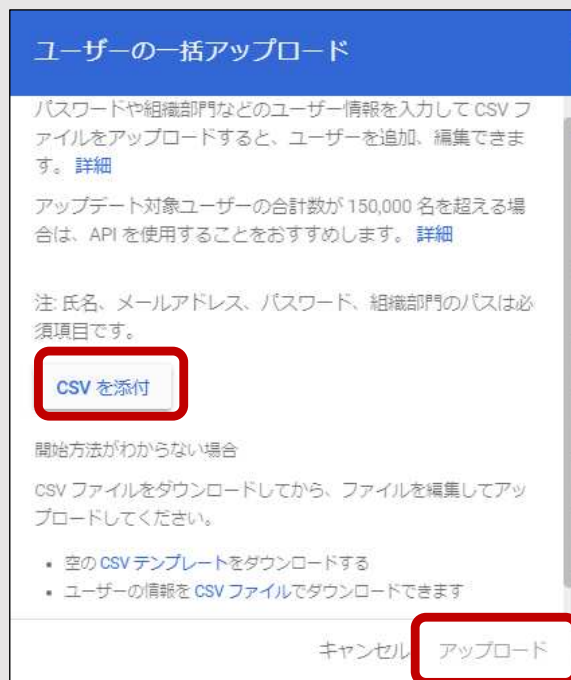 ユーザーの一括アップロード
パスワードや組織部門などのユーザー情報を入力して CSV フ
ァイルをアップロードすると、ユーザーを追加、編集できま
す。 詳細
アップデート対象ユーザーの合計数が 150,000 名を超える場
合は、API を使用することをおすすめします。 詳細
注: 氏名、メールアドレス、パスワード、組織部門のパスは必
須項目です。
CSV を添付
開始方法がわからない場合
CSV ファイルをダウンロードしてから、ファイルを編集してアッ
プロードしてください。
• 空の CSV テンプレートをダウンロードする
• ユーザーの情報を CSV ファイルでダウンロードできます
キャンセル アップロード